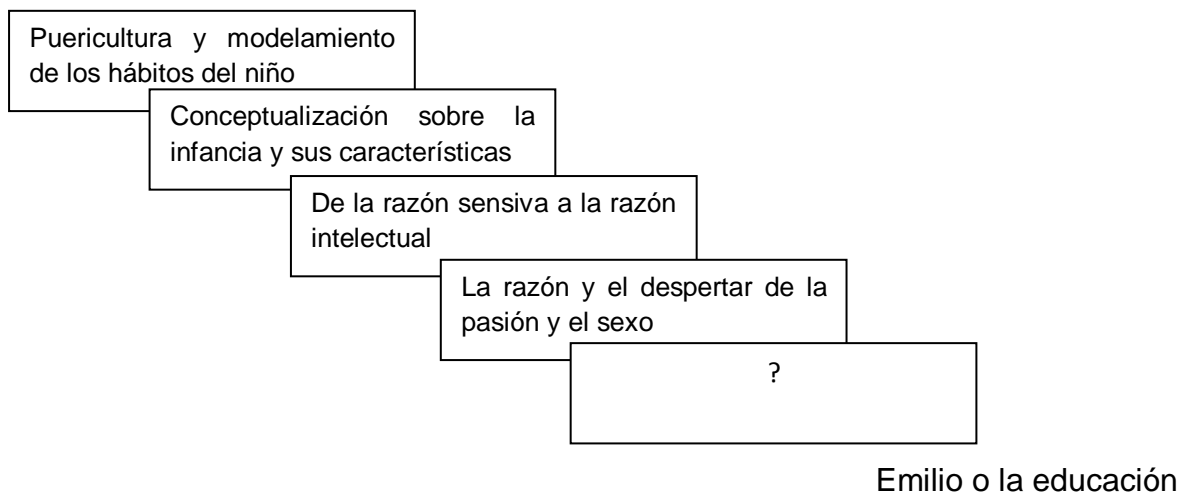 Puericultura y modelamiento
de los hábitos del niño
Conceptualización sobre la
infancia y sus características
De la razón sensiva a la razón
intelectual
La razón y el despertar de la
pasión y el sexo
?
Emilio o la educación